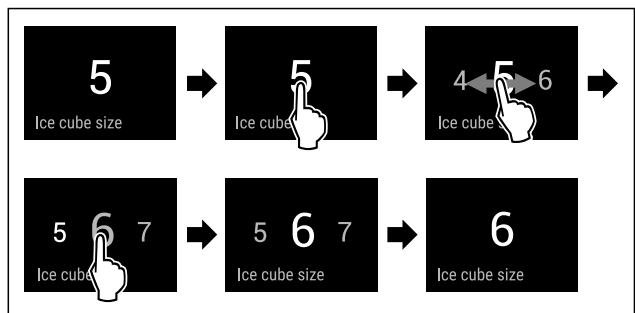 5
Ice cube size
5
Ice cub
4 5 6
Ice cube s
5 6 7
Ice cube
5 6 7
Ice cube size
6
Ice cube size